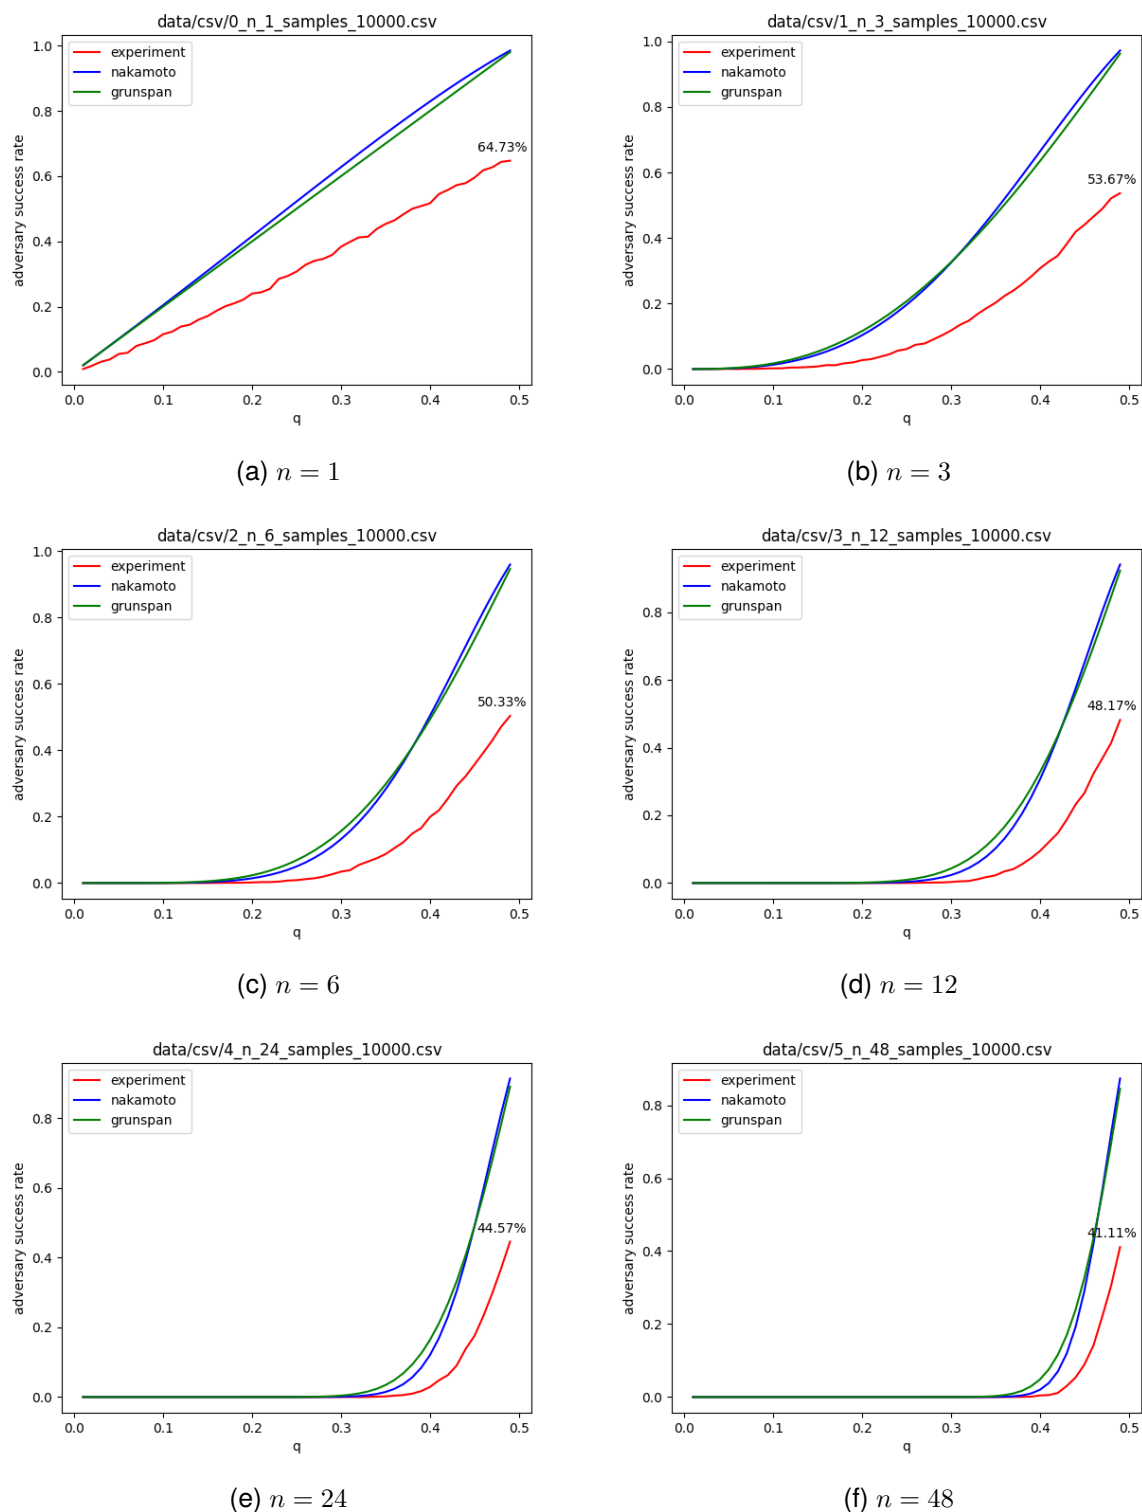 data/csv/0_n_1_samples_10000.csv
experiment
nakamoto
grunspan
64.73%
adversary success rate
1.0
0.8
0.6
0.4
0.2
0.0
0.0 0.1 0.2 0.3 0.4 0.5
q
(a) n = 1
data/csv/1_n_3_samples_10000.csv
experiment
nakamoto
grunspan
53.67%
adversary success rate
1.0
0.8
0.6
0.4
0.2
0.0
0.0 0.1 0.2 0.3 0.4 0.5
q
(b) n = 3
data/csv/2_n_6_samples_10000.csv
experiment
nakamoto
grunspan
50.33%
adversary success rate
1.0
0.8
0.6
0.4
0.2
0.0
0.0 0.1 0.2 0.3 0.4 0.5
q
(c) n = 6
data/csv/3_n_12_samples_10000.csv
experiment
nakamoto
grunspan
48.17%
adversary success rate
0.8
0.6
0.4
0.2
0.0
0.0 0.1 0.2 0.3 0.4 0.5
q
(d) n = 12
data/csv/4_n_24_samples_10000.csv
experiment
nakamoto
grunspan
44.57%
adversary success rate
0.8
0.6
0.4
0.2
0.0
0.0 0.1 0.2 0.3 0.4 0.5
q
(e) n = 24
data/csv/5_n_48_samples_10000.csv
experiment
nakamoto
grunspan
41.11%
adversary success rate
0.8
0.6
0.4
0.2
0.0
0.0 0.1 0.2 0.3 0.4 0.5
q
(f) n = 48